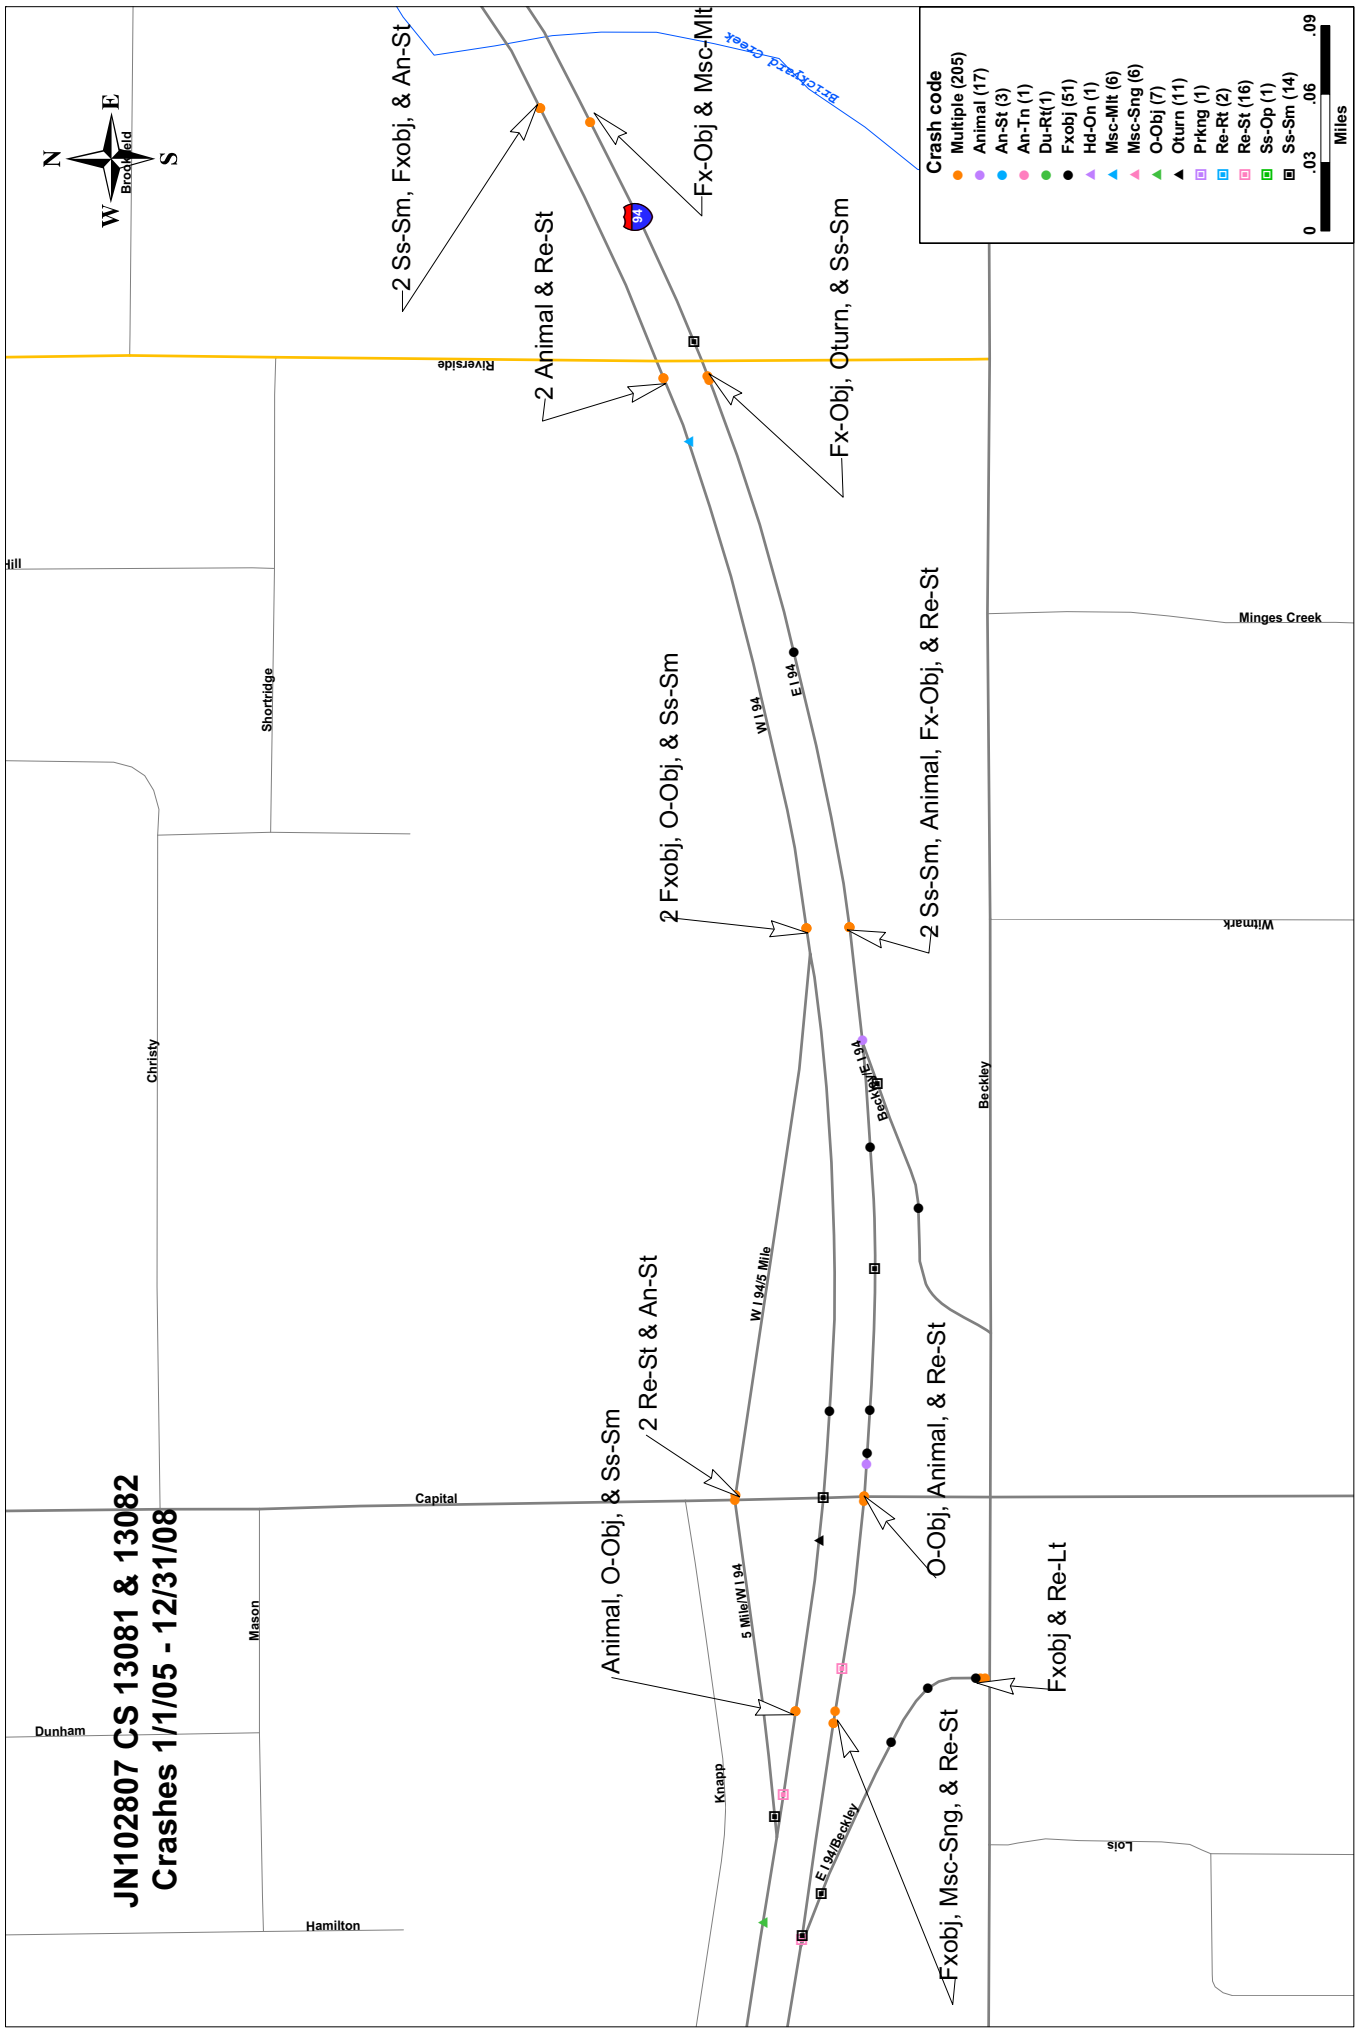 JN102807 CS 13081 & 13082
Crashes 1/1/05 - 12/31/08
N
W
E
S
Brookfield
2 Ss-Sm, Fxobj, & An-St
Fx-Obj & Msc-Mlt
Brickyard Creek
94
2 Animal & Re-St
Fx-Obj, Oturn, & Ss-Sm
Riverside
Hill
Shortridge
Christy
W I 94
E I 94
2 Fxobj, O-Obj, & Ss-Sm
2 Ss-Sm, Animal, Fx-Obj, & Re-St
Minges Creek
Witmark
Beckley
Beckley/E I 94
W I 94/5 Mile
2 Re-St & An-St
Animal, O-Obj, & Ss-Sm
O-Obj, Animal, & Re-St
Capital
5 Mile/W I 94
Mason
Dunham
Hamilton
Knapp
E I 94/Beckley
Fxobj & Re-Lt
Fxobj, Msc-Sng, & Re-St
Lois
Crash code
Multiple (205)
Animal (17)
An-St (3)
An-Tn (1)
Du-Rt(1)
Fxobj (51)
Hd-On (1)
Msc-Mlt (6)
Msc-Sng (6)
O-Obj (7)
Oturn (11)
Prkng (1)
Re-Rt (2)
Re-St (16)
Ss-Op (1)
Ss-Sm (14)
0 .03 .06 .09
Miles